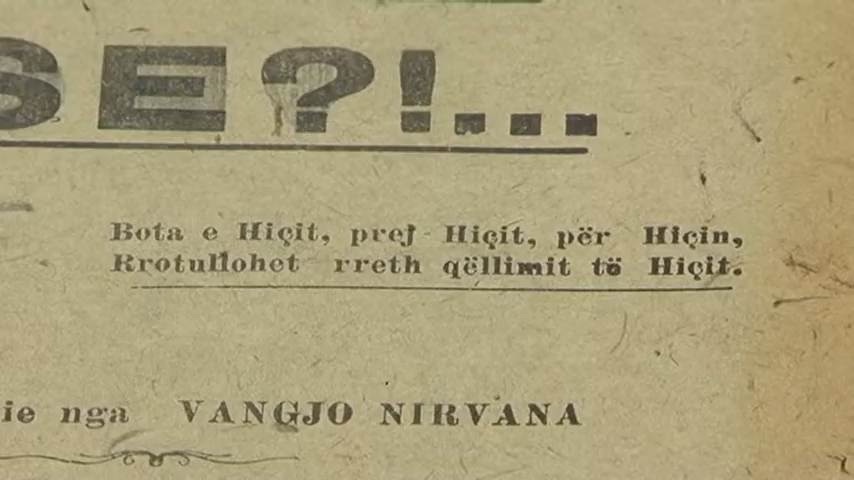 SE?!...
Bota e Hiçit, prej Hiçit, për Hiçin,
Rrotullohet rreth qëllimit të Hiçit.
ie nga VANGJO NIRVANA